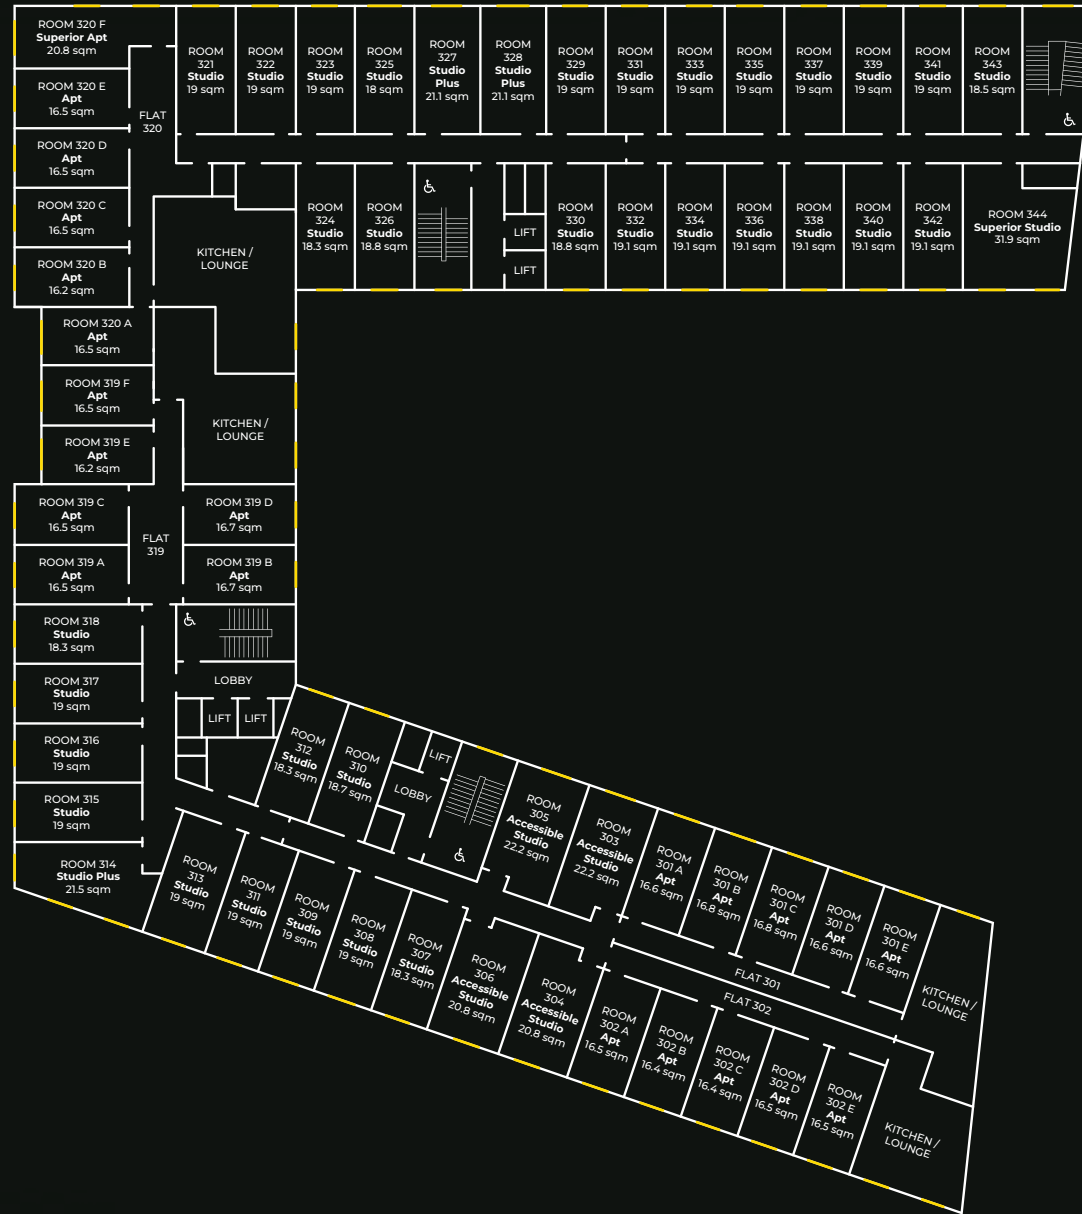 ROOM 320 F
Superior Apt
20.8 sqm
ROOM 320 E
Apt
16.5 sqm
ROOM 320 D
Apt
16.5 sqm
ROOM 320 C
Apt
16.5 sqm
ROOM 320 B
Apt
16.2 sqm
FLAT
320
ROOM
321
Studio
19 sqm
ROOM
322
Studio
19 sqm
ROOM
323
Studio
19 sqm
ROOM
325
Studio
18 sqm
ROOM
327
Studio
Plus
21.1 sqm
ROOM
328
Studio
Plus
21.1 sqm
ROOM
329
Studio
19 sqm
ROOM
331
Studio
19 sqm
ROOM
333
Studio
19 sqm
ROOM
335
Studio
19 sqm
ROOM
337
Studio
19 sqm
ROOM
339
Studio
19 sqm
ROOM
341
Studio
19 sqm
ROOM
343
Studio
18.5 sqm
KITCHEN /
LOUNGE
ROOM
324
Studio
18.3 sqm
ROOM
326
Studio
18.8 sqm
LIFT
LIFT
ROOM
330
Studio
18.8 sqm
ROOM
332
Studio
19.1 sqm
ROOM
334
Studio
19.1 sqm
ROOM
336
Studio
19.1 sqm
ROOM
338
Studio
19.1 sqm
ROOM
340
Studio
19.1 sqm
ROOM
342
Studio
19.1 sqm
ROOM 344
Superior Studio
31.9 sqm
ROOM 320 A
Apt
16.5 sqm
ROOM 319 F
Apt
16.5 sqm
ROOM 319 E
Apt
16.2 sqm
KITCHEN /
LOUNGE
ROOM 319 C
Apt
16.5 sqm
ROOM 319 A
Apt
16.5 sqm
FLAT
319
ROOM 319 D
Apt
16.7 sqm
ROOM 319 B
Apt
16.7 sqm
ROOM 318
Studio
18.3 sqm
ROOM 317
Studio
19 sqm
ROOM 316
Studio
19 sqm
ROOM 315
Studio
19 sqm
ROOM 314
Studio Plus
21.5 sqm
LOBBY
LIFT
LIFT
ROOM
312
Studio
18.3 sqm
ROOM
310
Studio
18.7 sqm
LIFT
LOBBY
ROOM
305
Accessible
Studio
22.2 sqm
ROOM
303
Accessible
Studio
22.2 sqm
ROOM
301 A
Apt
16.6 sqm
ROOM
301 B
Apt
16.8 sqm
ROOM
301 C
Apt
16.8 sqm
ROOM
301 D
Apt
16.6 sqm
ROOM
301 E
Apt
16.6 sqm
KITCHEN /
LOUNGE
FLAT 301
FLAT 302
ROOM
313
Studio
19 sqm
ROOM
311
Studio
19 sqm
ROOM
309
Studio
19 sqm
ROOM
308
Studio
19 sqm
ROOM
307
Studio
18.3 sqm
ROOM
306
Accessible
Studio
20.8 sqm
ROOM
304
Accessible
Studio
20.8 sqm
ROOM
302 A
Apt
16.5 sqm
ROOM
302 B
Apt
16.4 sqm
ROOM
302 C
Apt
16.4 sqm
ROOM
302 D
Apt
16.5 sqm
ROOM
302 E
Apt
16.5 sqm
KITCHEN /
LOUNGE